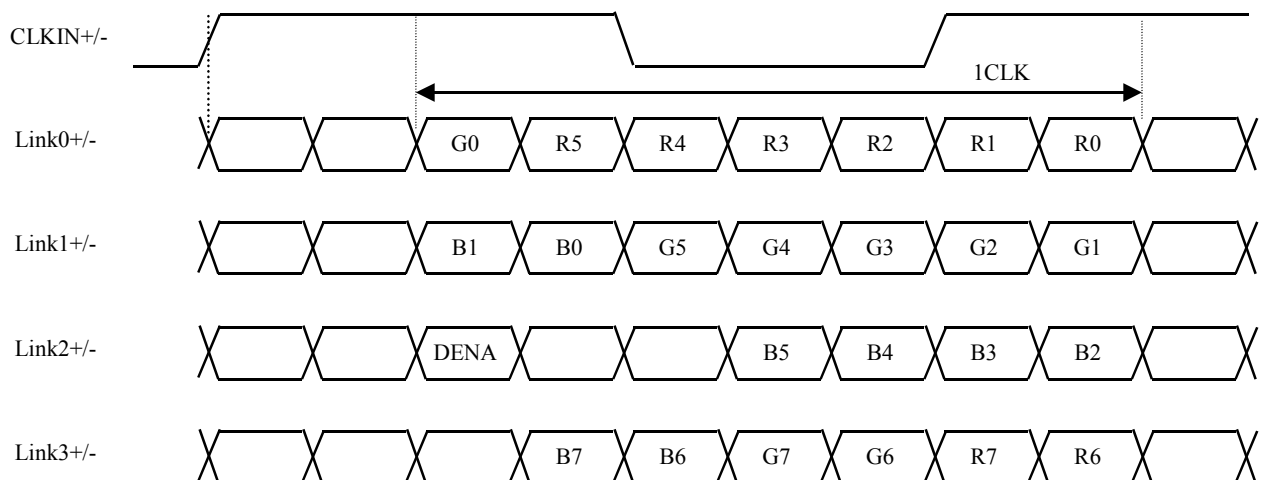 CLKIN+/-
1CLK
Link0+/- G0 R5 R4 R3 R2 R1 R0
Link1+/- B1 B0 G5 G4 G3 G2 G1
Link2+/- DENA B5 B4 B3 B2
Link3+/- B7 B6 G7 G6 R7 R6